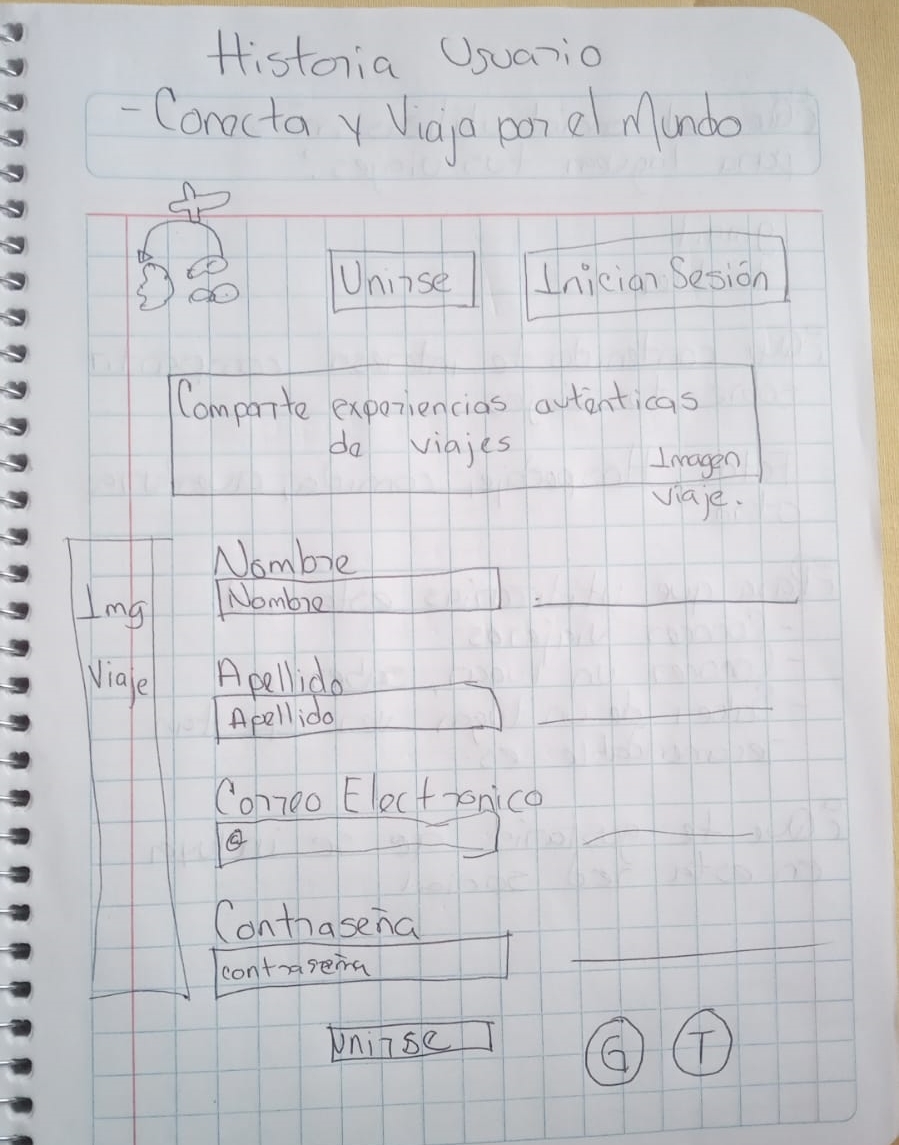 Historia Usuario
- Conecta y Viaja por el Mundo
Unirse
Iniciar Sesión
Comparte experiencias auténticas
de viajes
Imagen
viaje.
Img
Viaje
Nombre
Nombre
Apellido
Apellido
Correo Electronico
@
Contraseña
contraseña
Unirse
G T